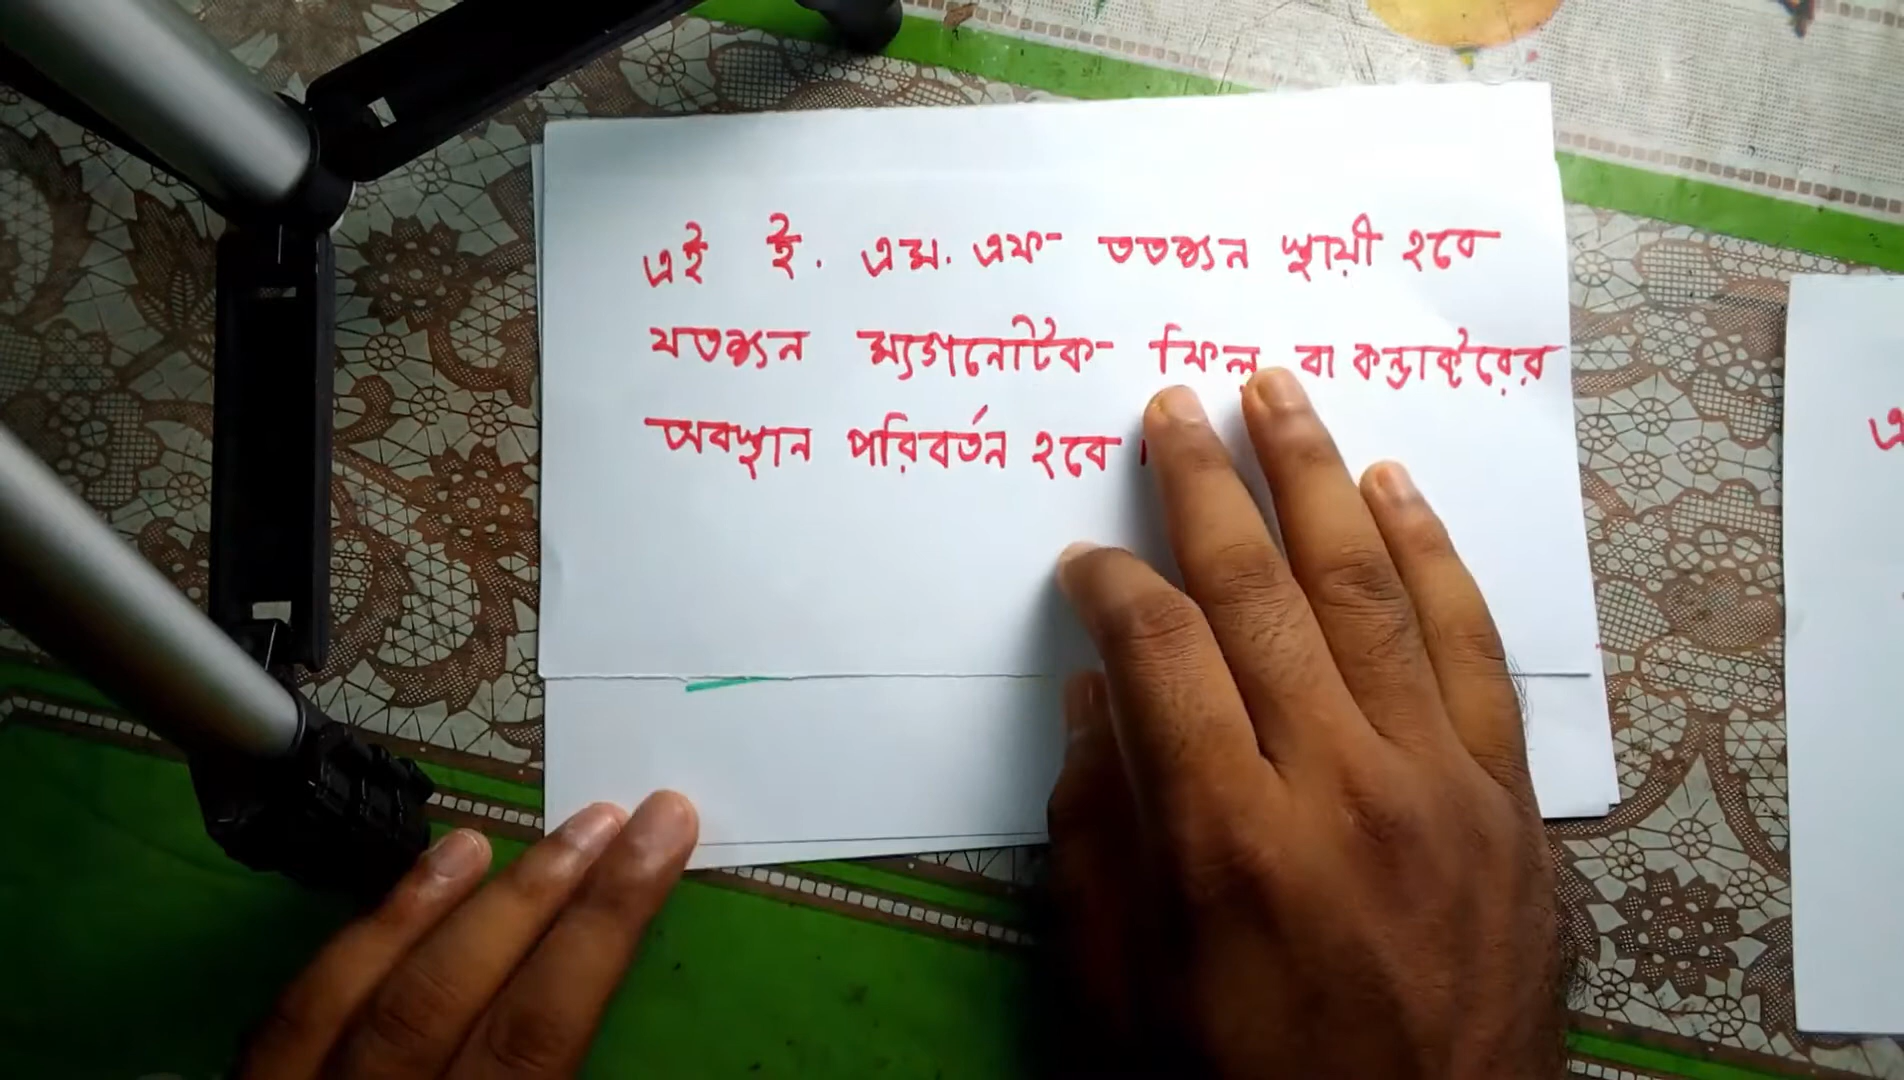 এই ই. এম. এফ ততক্ষন স্থায়ী হবে
যতক্ষন ম্যাগনেটিক ফিল্ড বা কন্ডাক্টরের
অবস্থান পরিবর্তন হবে।
এ